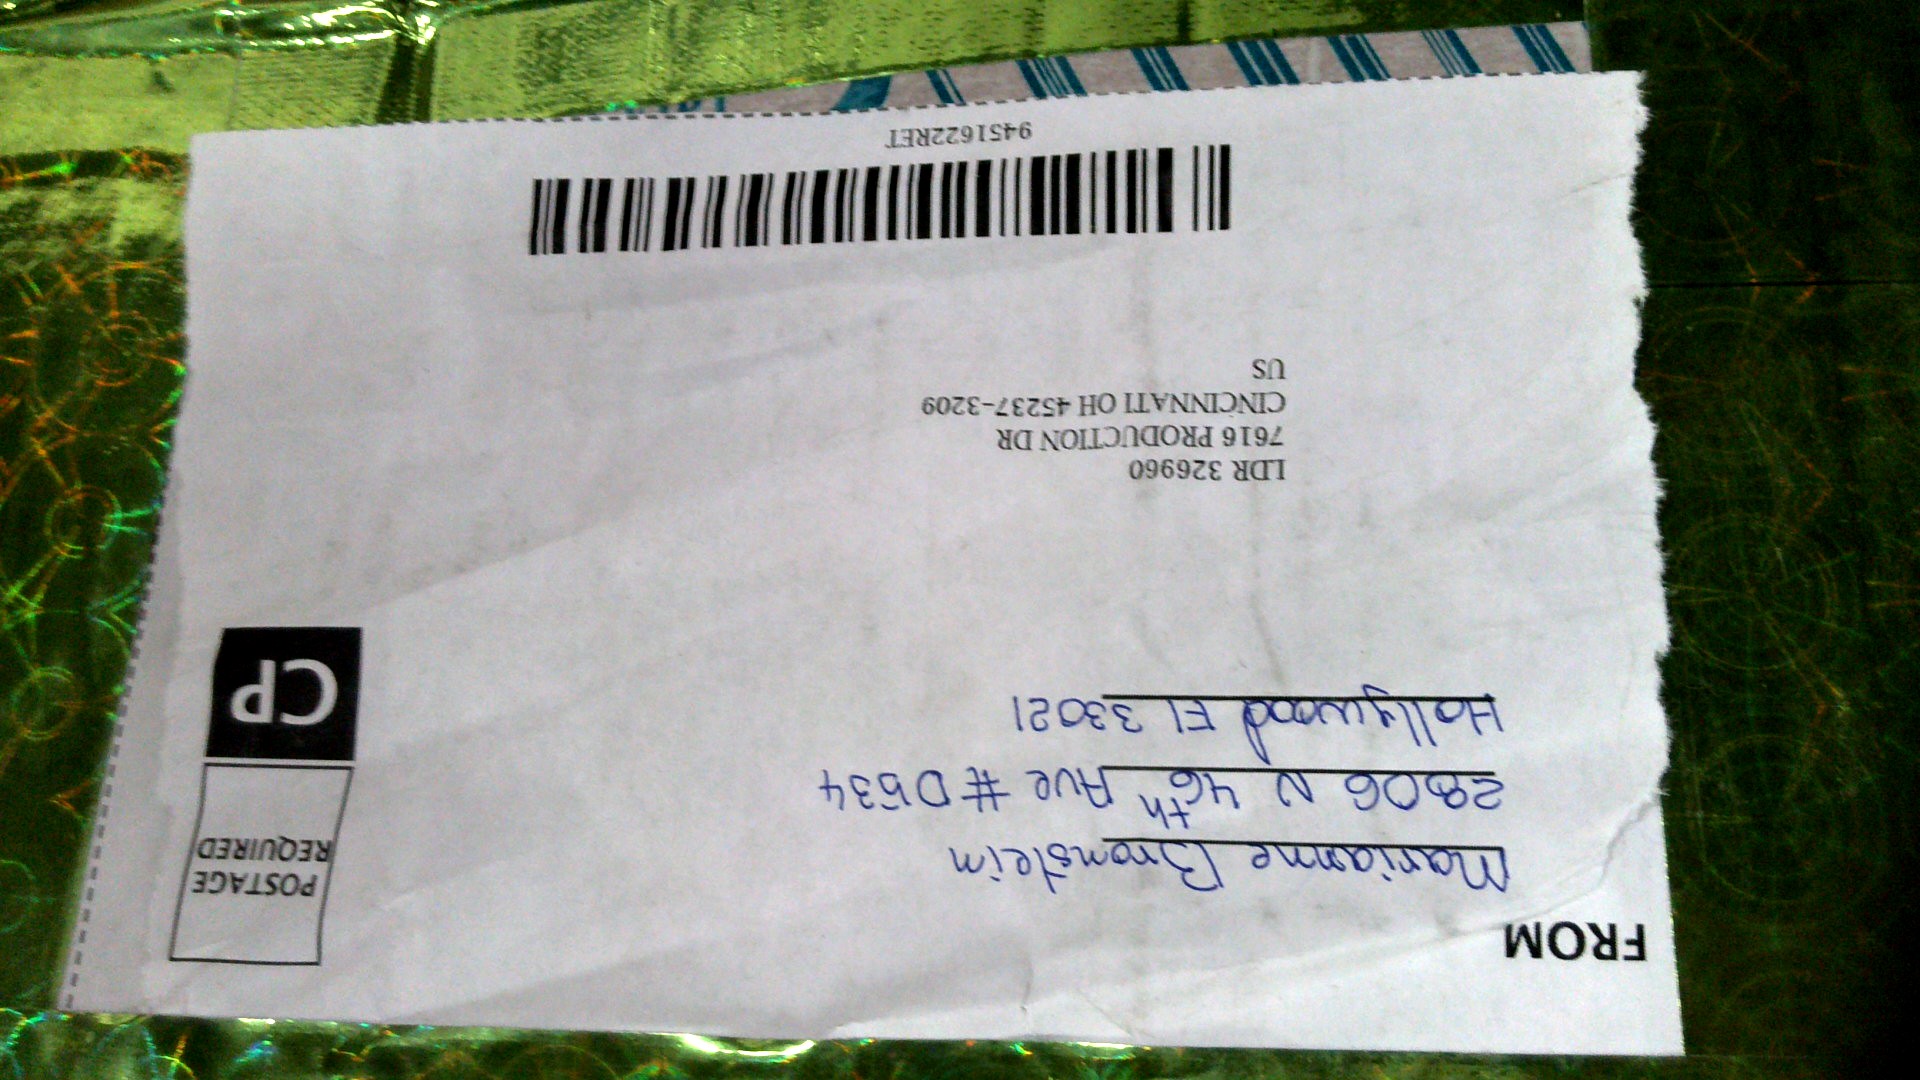 FROM
Marianne Bronstein
2806 N 46th Ave # D534
Hollywood Fl 33021
POSTAGE
REQUIRED
CP
LDR 326960
7616 PRODUCTION DR
CINCINNATI OH 45237-3209
US
9451622RET